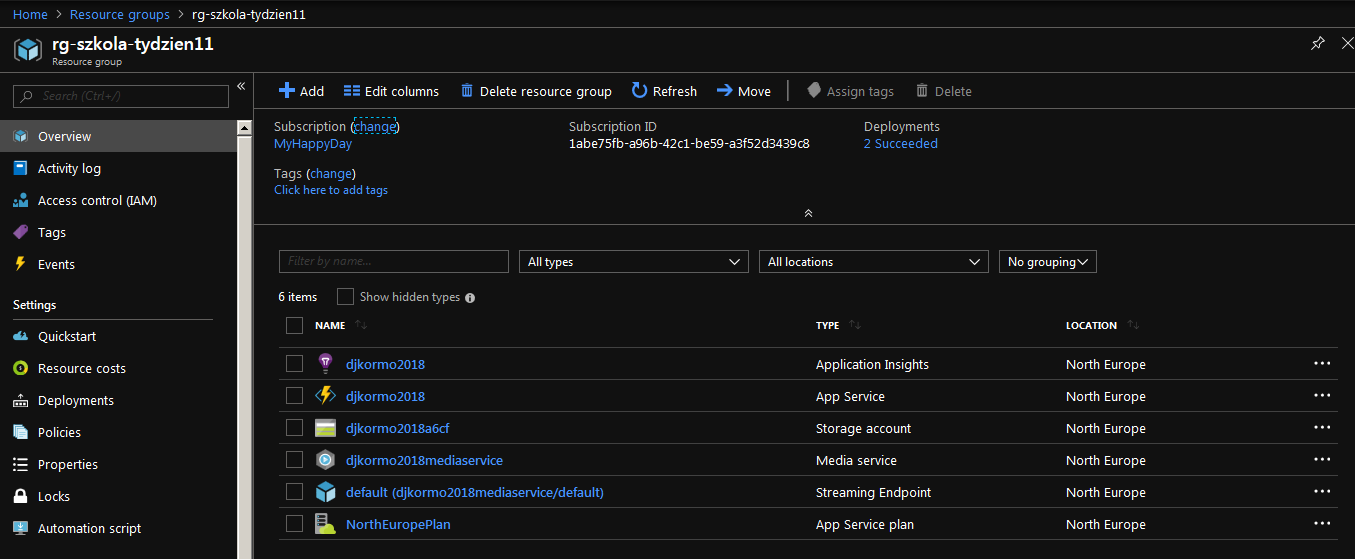 Home > Resource groups > rg-szkola-tydzien11
rg-szkola-tydzien11
Resource group
Search (Ctrl+/)
Overview
Activity log
Access control (IAM)
Tags
Events
Settings
Quickstart
Resource costs
Deployments
Policies
Properties
Locks
Automation script
Add Edit columns Delete resource group Refresh Move Assign tags Delete
Subscription (change) Subscription ID Deployments
MyHappyDay 1abe75fb-a96b-42c1-be59-a3f52d3439c8 2 Succeeded
Tags (change)
Click here to add tags
Filter by name... All types All locations No grouping
6 items Show hidden types
NAME TYPE LOCATION
djkormo2018 Application Insights North Europe
djkormo2018 App Service North Europe
djkormo2018a6cf Storage account North Europe
djkormo2018mediaservice Media service North Europe
default (djkormo2018mediaservice/default) Streaming Endpoint North Europe
NorthEuropePlan App Service plan North Europe